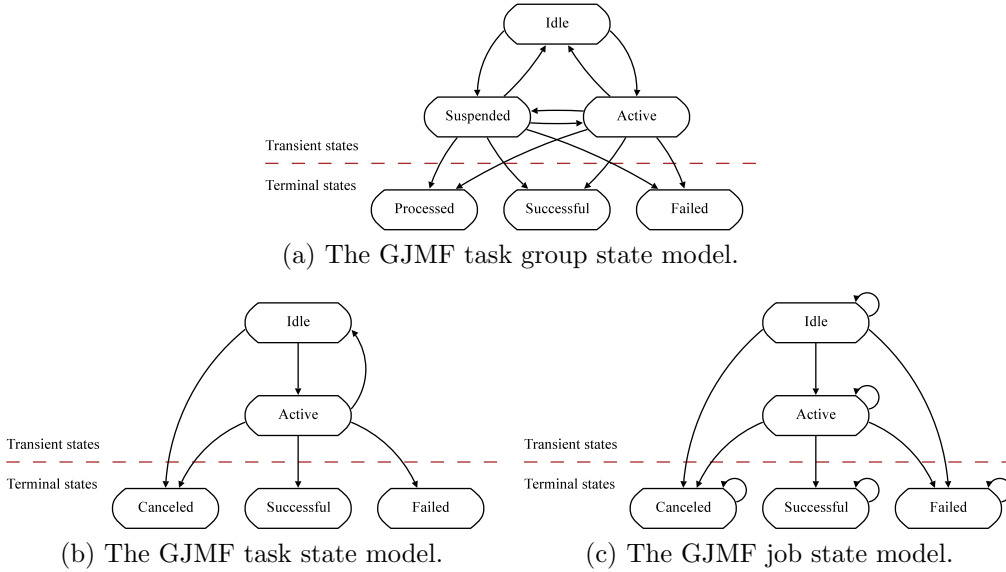 Idle
Suspended
Active
Transient states
Terminal states
Processed
Successful
Failed
(a) The GJMF task group state model.
Idle
Active
Transient states
Terminal states
Canceled
Successful
Failed
(b) The GJMF task state model.
Idle
Active
Transient states
Terminal states
Canceled
Successful
Failed
(c) The GJMF job state model.